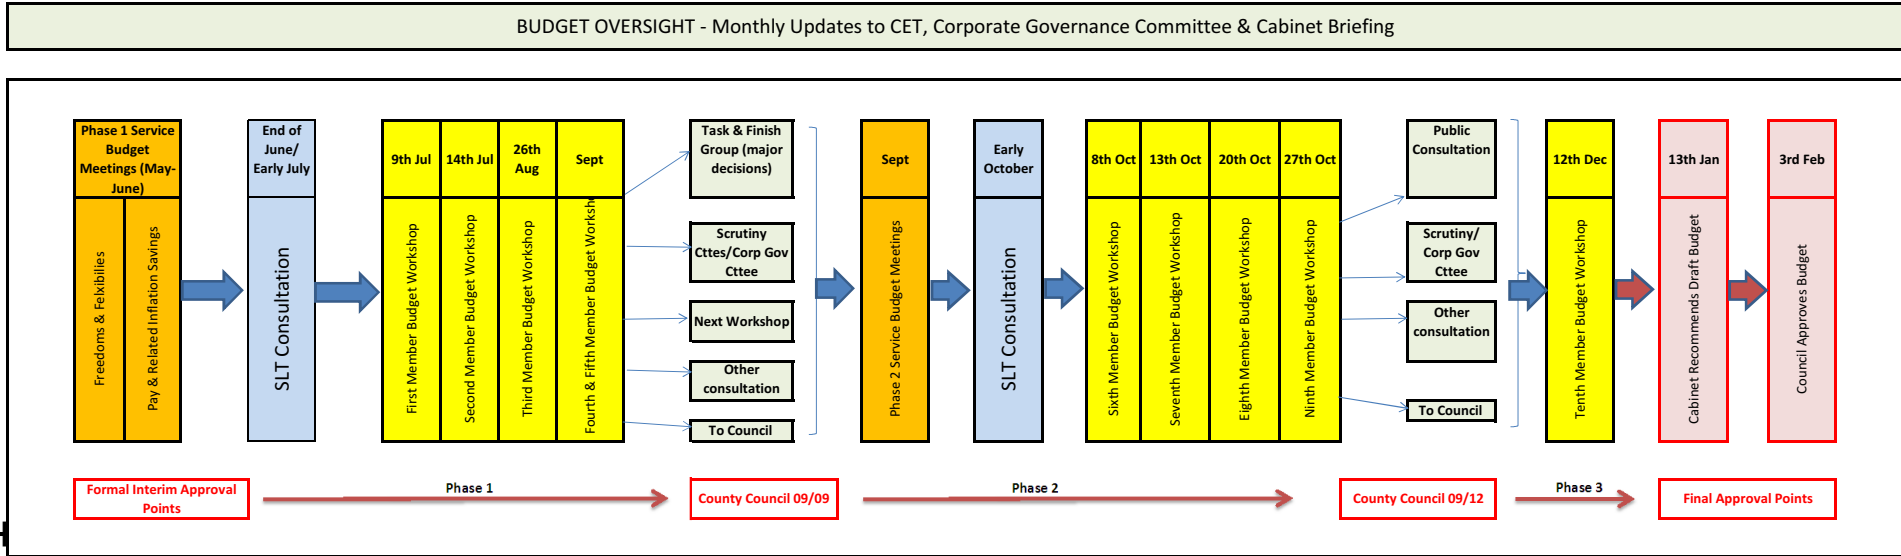 BUDGET OVERSIGHT - Monthly Updates to CET, Corporate Governance Committee & Cabinet Briefing
Phase 1 Service
Budget
Meetings (May-
June)
Freedoms & Felxibilies
Pay & Related Inflation Savings
End of
June/
Early July
SLT Consultation
9th Jul
First Member Budget Workshop
14th Jul
Second Member Budget Workshop
26th
Aug
Third Member Budget Workshop
Sept
Fourth & Fifth Member Budget Worksh
Task & Finish
Group (major
decisions)
Scrutiny
Cttes/Corp Gov
Cttee
Next Workshop
Other
consultation
To Council
Sept
Phase 2 Service Budget Meetings
Early
October
SLT Consultation
8th Oct
Sixth Member Budget Workshop
13th Oct
Seventh Member Budget Workshop
20th Oct
Eighth Member Budget Workshop
27th Oct
Ninth Member Budget Workshop
Public
Consultation
Scrutiny/
Corp Gov
Cttee
Other
consultation
To Council
12th Dec
Tenth Member Budget Workshop
13th Jan
Cabinet Recommends Draft Budget
3rd Feb
Council Approves Budget
Formal Interim Approval
Points
Phase 1
County Council 09/09
Phase 2
County Council 09/12
Phase 3
Final Approval Points